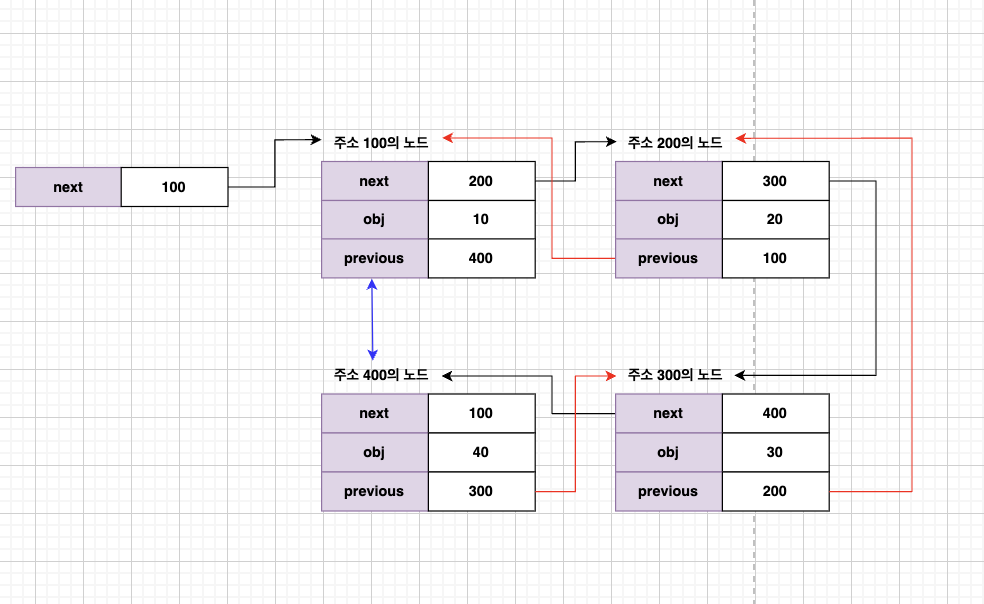 next 100
주소 100의 노드
next 200
obj 10
previous 400
주소 200의 노드
next 300
obj 20
previous 100
주소 400의 노드
next 100
obj 40
previous 300
주소 300의 노드
next 400
obj 30
previous 200